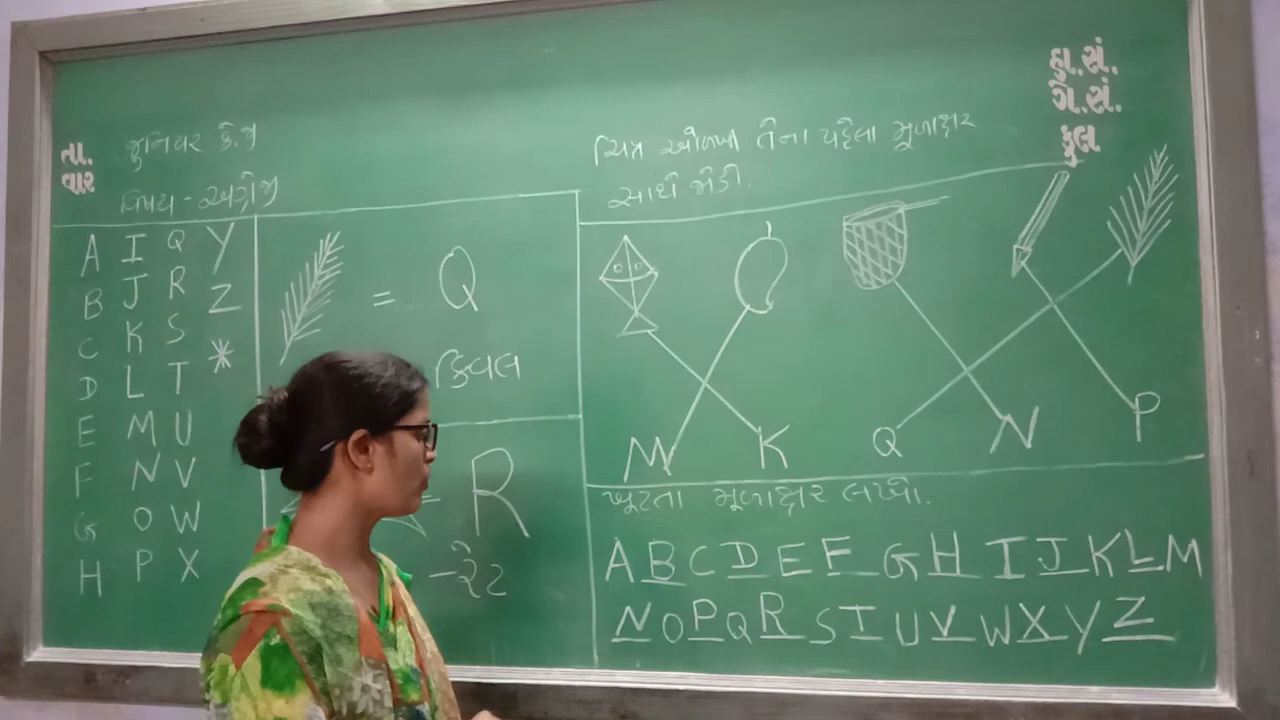 હા. સં.
ગે. સં.
કુલ
તા.
વાર
જુનિયર કે.જી
વિષય - અંગ્રેજી
ચિત્ર ઓળખી તેના પહેલા મૂળાક્ષર
સાથે જોડો.
A I Q Y
B J R Z
C K S
D L T
E M U
F N V
G O W
H P X
= Q
ક્વિલ
= R
રેટ
M K Q N P
ખૂટતા મૂળાક્ષર લખો.
A B C D E F G H I J K L M
N O P Q R S T U V W X Y Z